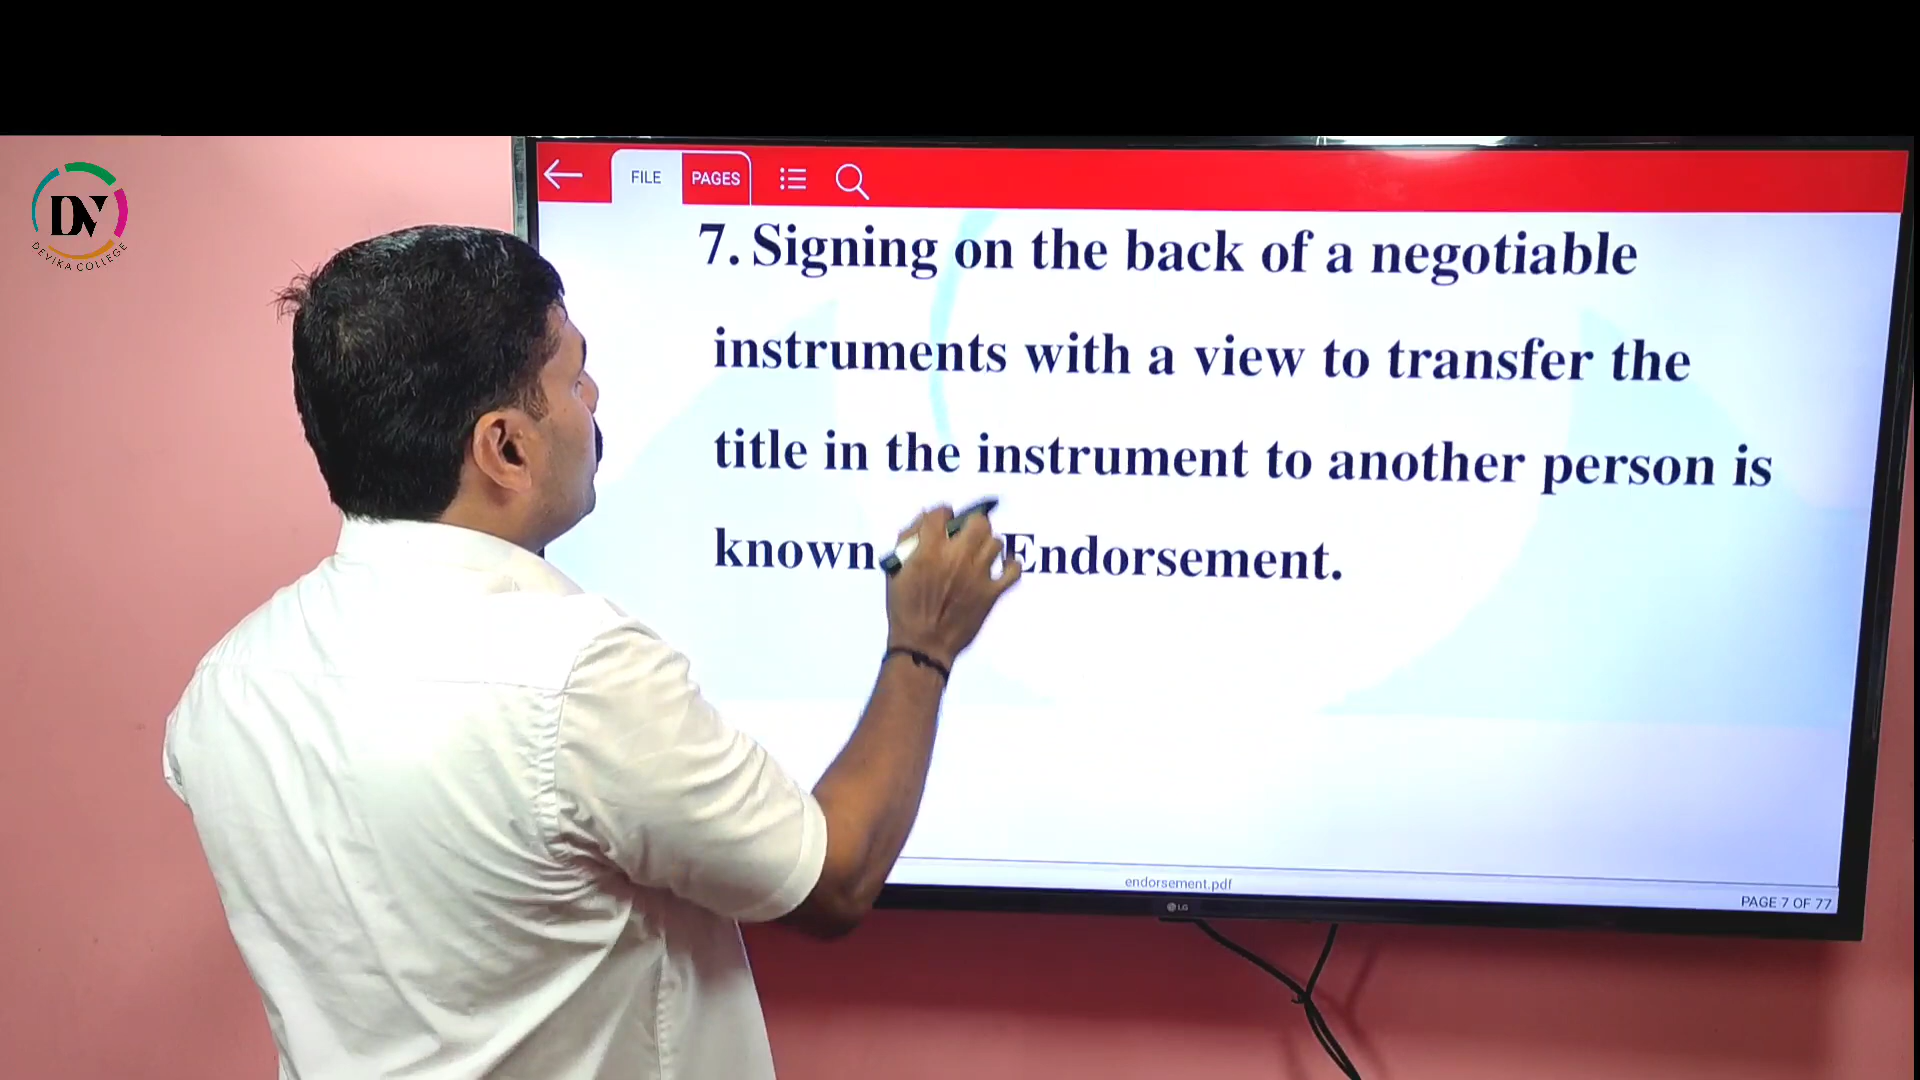 DV
DEVIKA COLLEGE
FILE PAGES
7. Signing on the back of a negotiable
instruments with a view to transfer the
title in the instrument to another person is
known Endorsement.
endorsement.pdf
PAGE 7 OF 77
LG